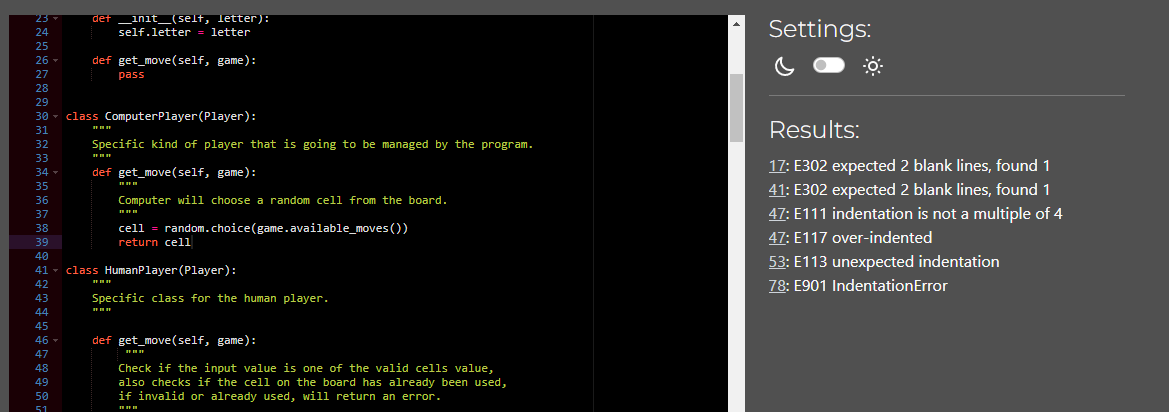 23 def __init__(self, letter):
24 self.letter = letter
25
26 def get_move(self, game):
27 pass
28
29
30 class ComputerPlayer(Player):
31 """
32 Specific kind of player that is going to be managed by the program.
33 """
34 def get_move(self, game):
35 """
36 Computer will choose a random cell from the board.
37 """
38 cell = random.choice(game.available_moves())
39 return cell
40
41 class HumanPlayer(Player):
42 """
43 Specific class for the human player.
44 """
45
46 def get_move(self, game):
47 """
48 Check if the input value is one of the valid cells value,
49 also checks if the cell on the board has already been used,
50 if invalid or already used, will return an error.
51 """
Settings:
Results:
17: E302 expected 2 blank lines, found 1
41: E302 expected 2 blank lines, found 1
47: E111 indentation is not a multiple of 4
47: E117 over-indented
53: E113 unexpected indentation
78: E901 IndentationError